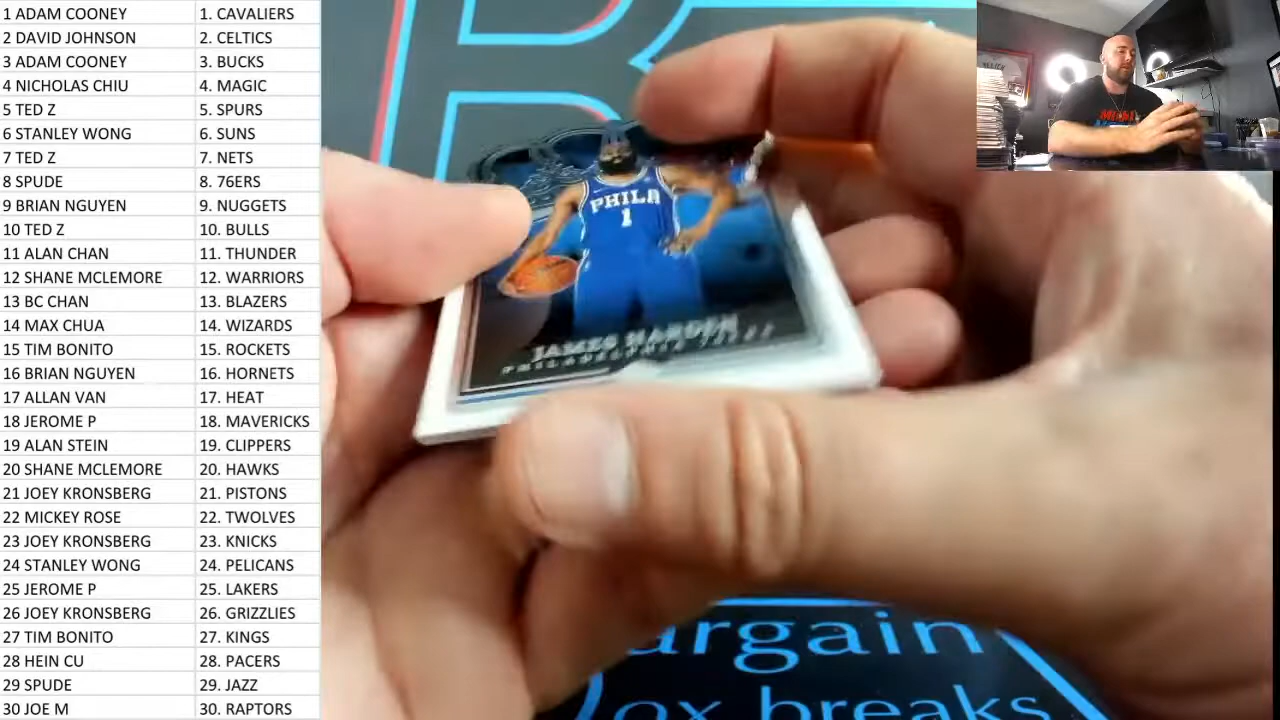 1 ADAM COONEY 1. CAVALIERS
2 DAVID JOHNSON 2. CELTICS
3 ADAM COONEY 3. BUCKS
4 NICHOLAS CHIU 4. MAGIC
5 TED Z 5. SPURS
6 STANLEY WONG 6. SUNS
7 TED Z 7. NETS
8 SPUDE 8. 76ERS
9 BRIAN NGUYEN 9. NUGGETS
10 TED Z 10. BULLS
11 ALAN CHAN 11. THUNDER
12 SHANE MCLEMORE 12. WARRIORS
13 BC CHAN 13. BLAZERS
14 MAX CHUA 14. WIZARDS
15 TIM BONITO 15. ROCKETS
16 BRIAN NGUYEN 16. HORNETS
17 ALLAN VAN 17. HEAT
18 JEROME P 18. MAVERICKS
19 ALAN STEIN 19. CLIPPERS
20 SHANE MCLEMORE 20. HAWKS
21 JOEY KRONSBERG 21. PISTONS
22 MICKEY ROSE 22. TWOLVES
23 JOEY KRONSBERG 23. KNICKS
24 STANLEY WONG 24. PELICANS
25 JEROME P 25. LAKERS
26 JOEY KRONSBERG 26. GRIZZLIES
27 TIM BONITO 27. KINGS
28 HEIN CU 28. PACERS
29 SPUDE 29. JAZZ
30 JOE M 30. RAPTORS
PHILA
1
JAMES HARDEN
PHILADELPHIA 76ERS
argain
ox breaks